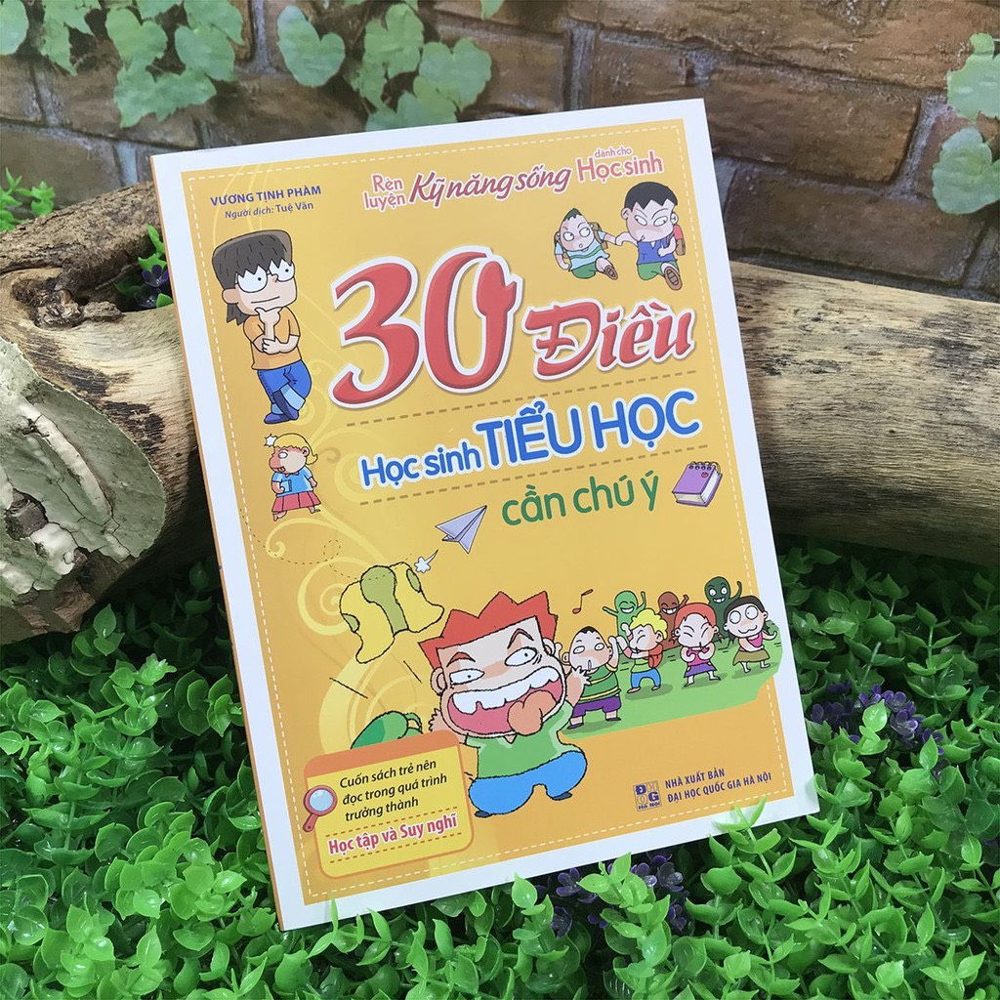 VƯƠNG TỊNH PHÀM
Người dịch: Tuệ Văn
Rèn luyện Kỹ năng sống dành cho Học sinh
30 Điều
Học sinh TIỂU HỌC
cần chú ý
Cuốn sách trẻ nên
đọc trong quá trình
trưởng thành
Học tập và Suy nghĩ
NHÀ XUẤT BẢN
ĐẠI HỌC QUỐC GIA HÀ NỘI